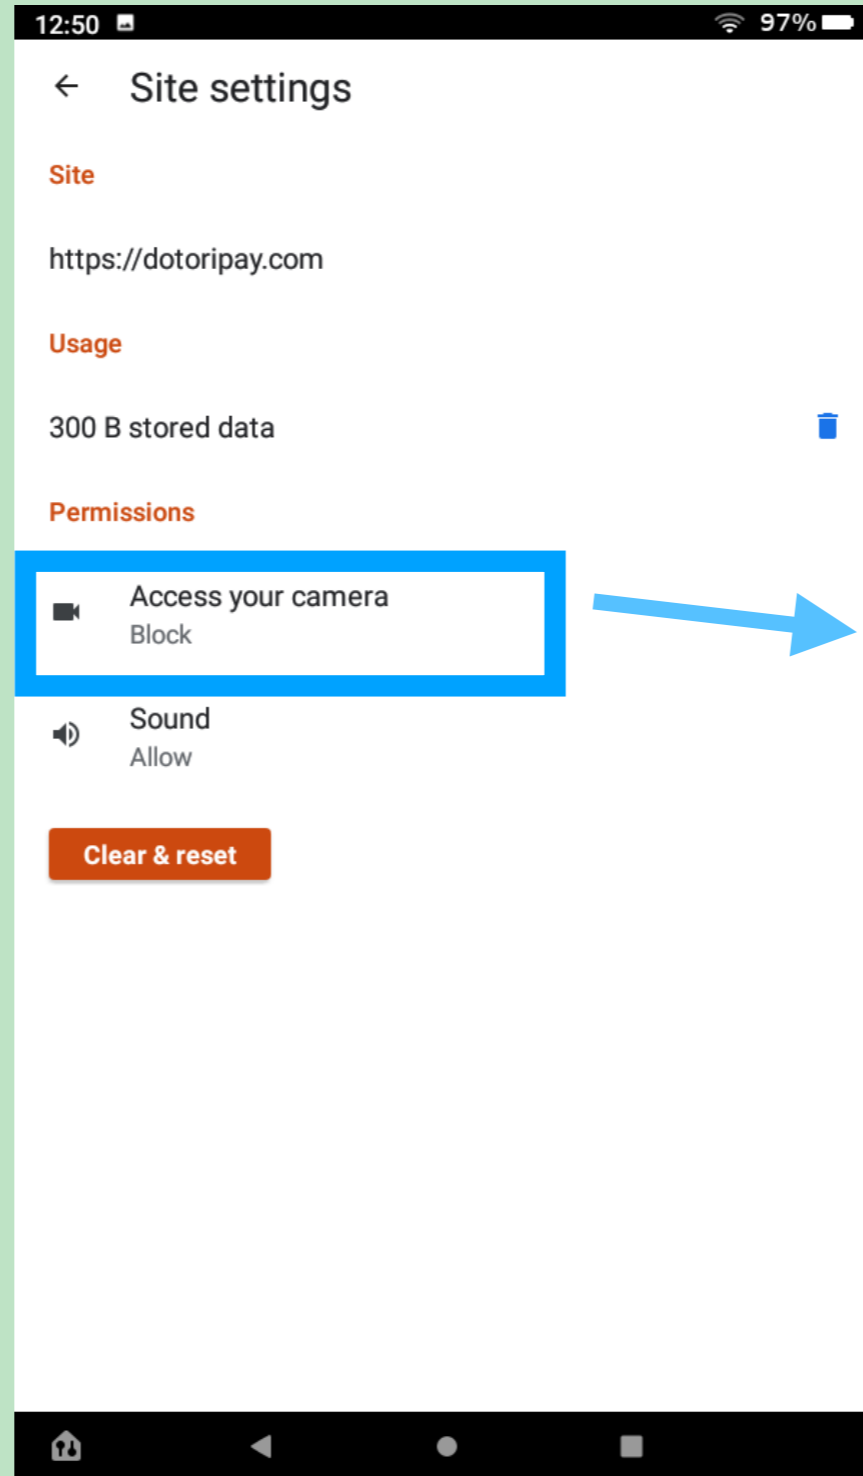 12:50 97%
Site settings
Site
https://dotoripay.com
Usage
300 B stored data
Permissions
Access your camera
Block
Sound
Allow
Clear & reset